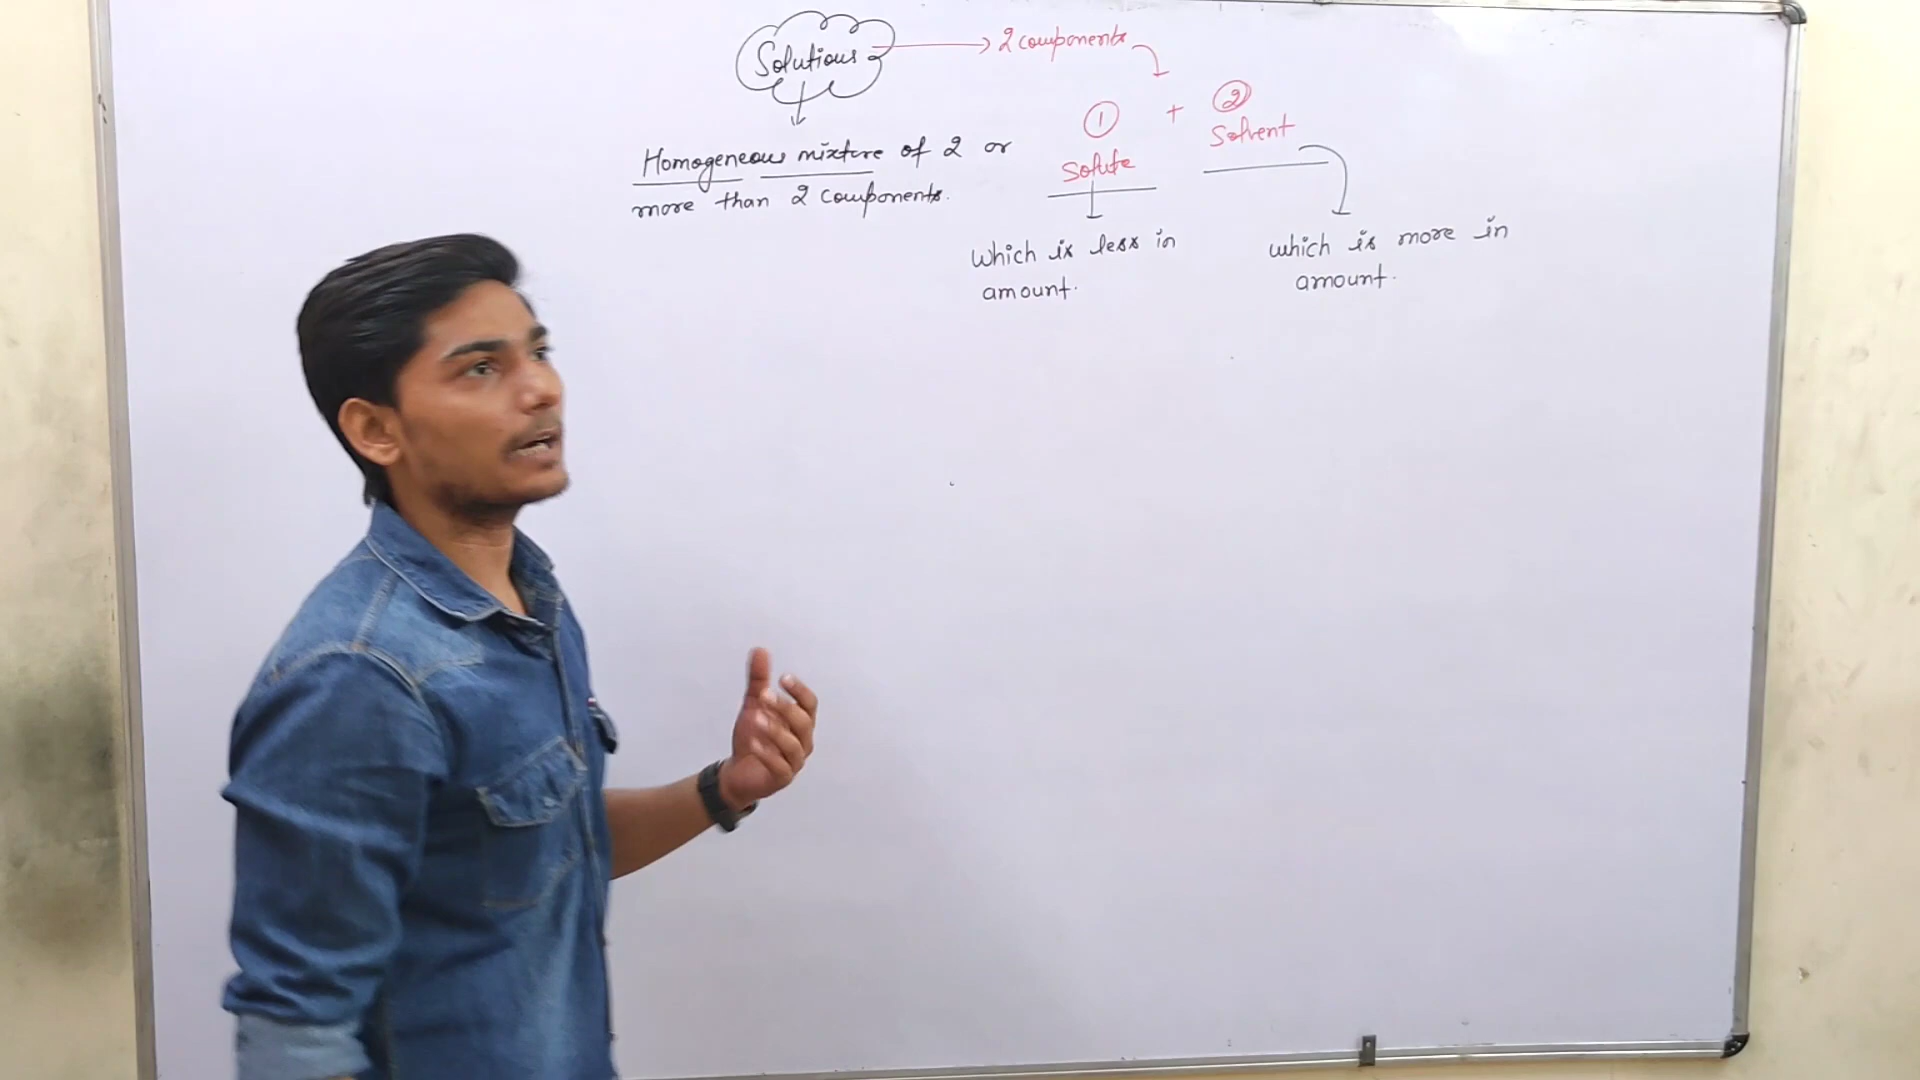 Solutions
2 components
① + ②
Solute
Solvent
Homogeneous mixture of 2 or
more than 2 components.
which is less in
amount.
which is more in
amount.